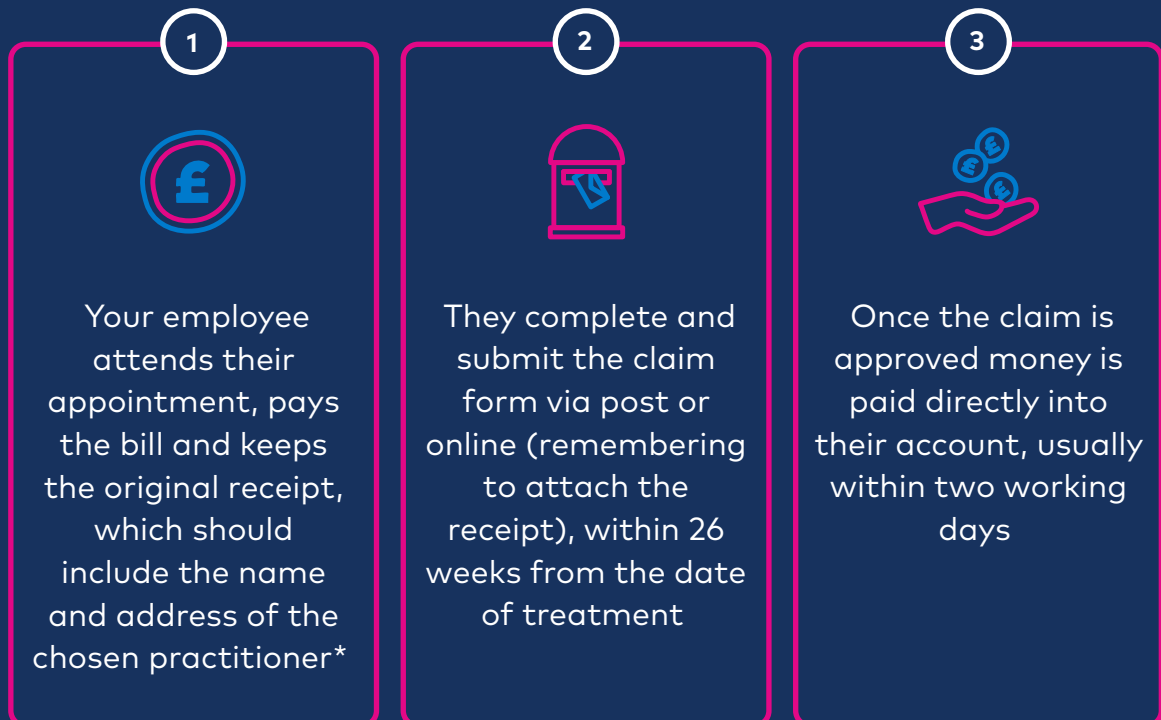 1
Your employee
attends their
appointment, pays
the bill and keeps
the original receipt,
which should
include the name
and address of the
chosen practitioner*
2
They complete and
submit the claim
form via post or
online (remembering
to attach the
receipt), within 26
weeks from the date
of treatment
3
£
£
£
£
Once the claim is
approved money is
paid directly into
their account, usually
within two working
days